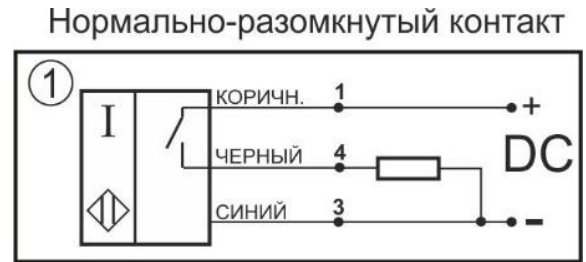 Нормально-разомкнутый контакт
1
I
КОРИЧН. 1 +
ЧЕРНЫЙ 4 DC
СИНИЙ 3 -